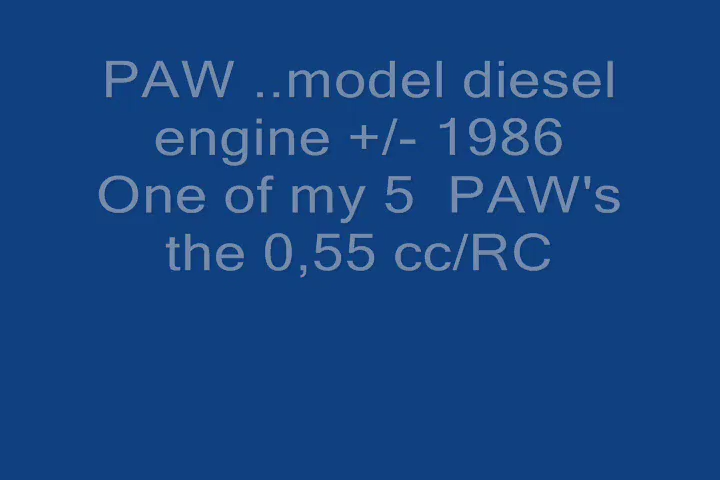 PAW ..model diesel
engine +/- 1986
One of my 5  PAW's
the 0,55 cc/RC